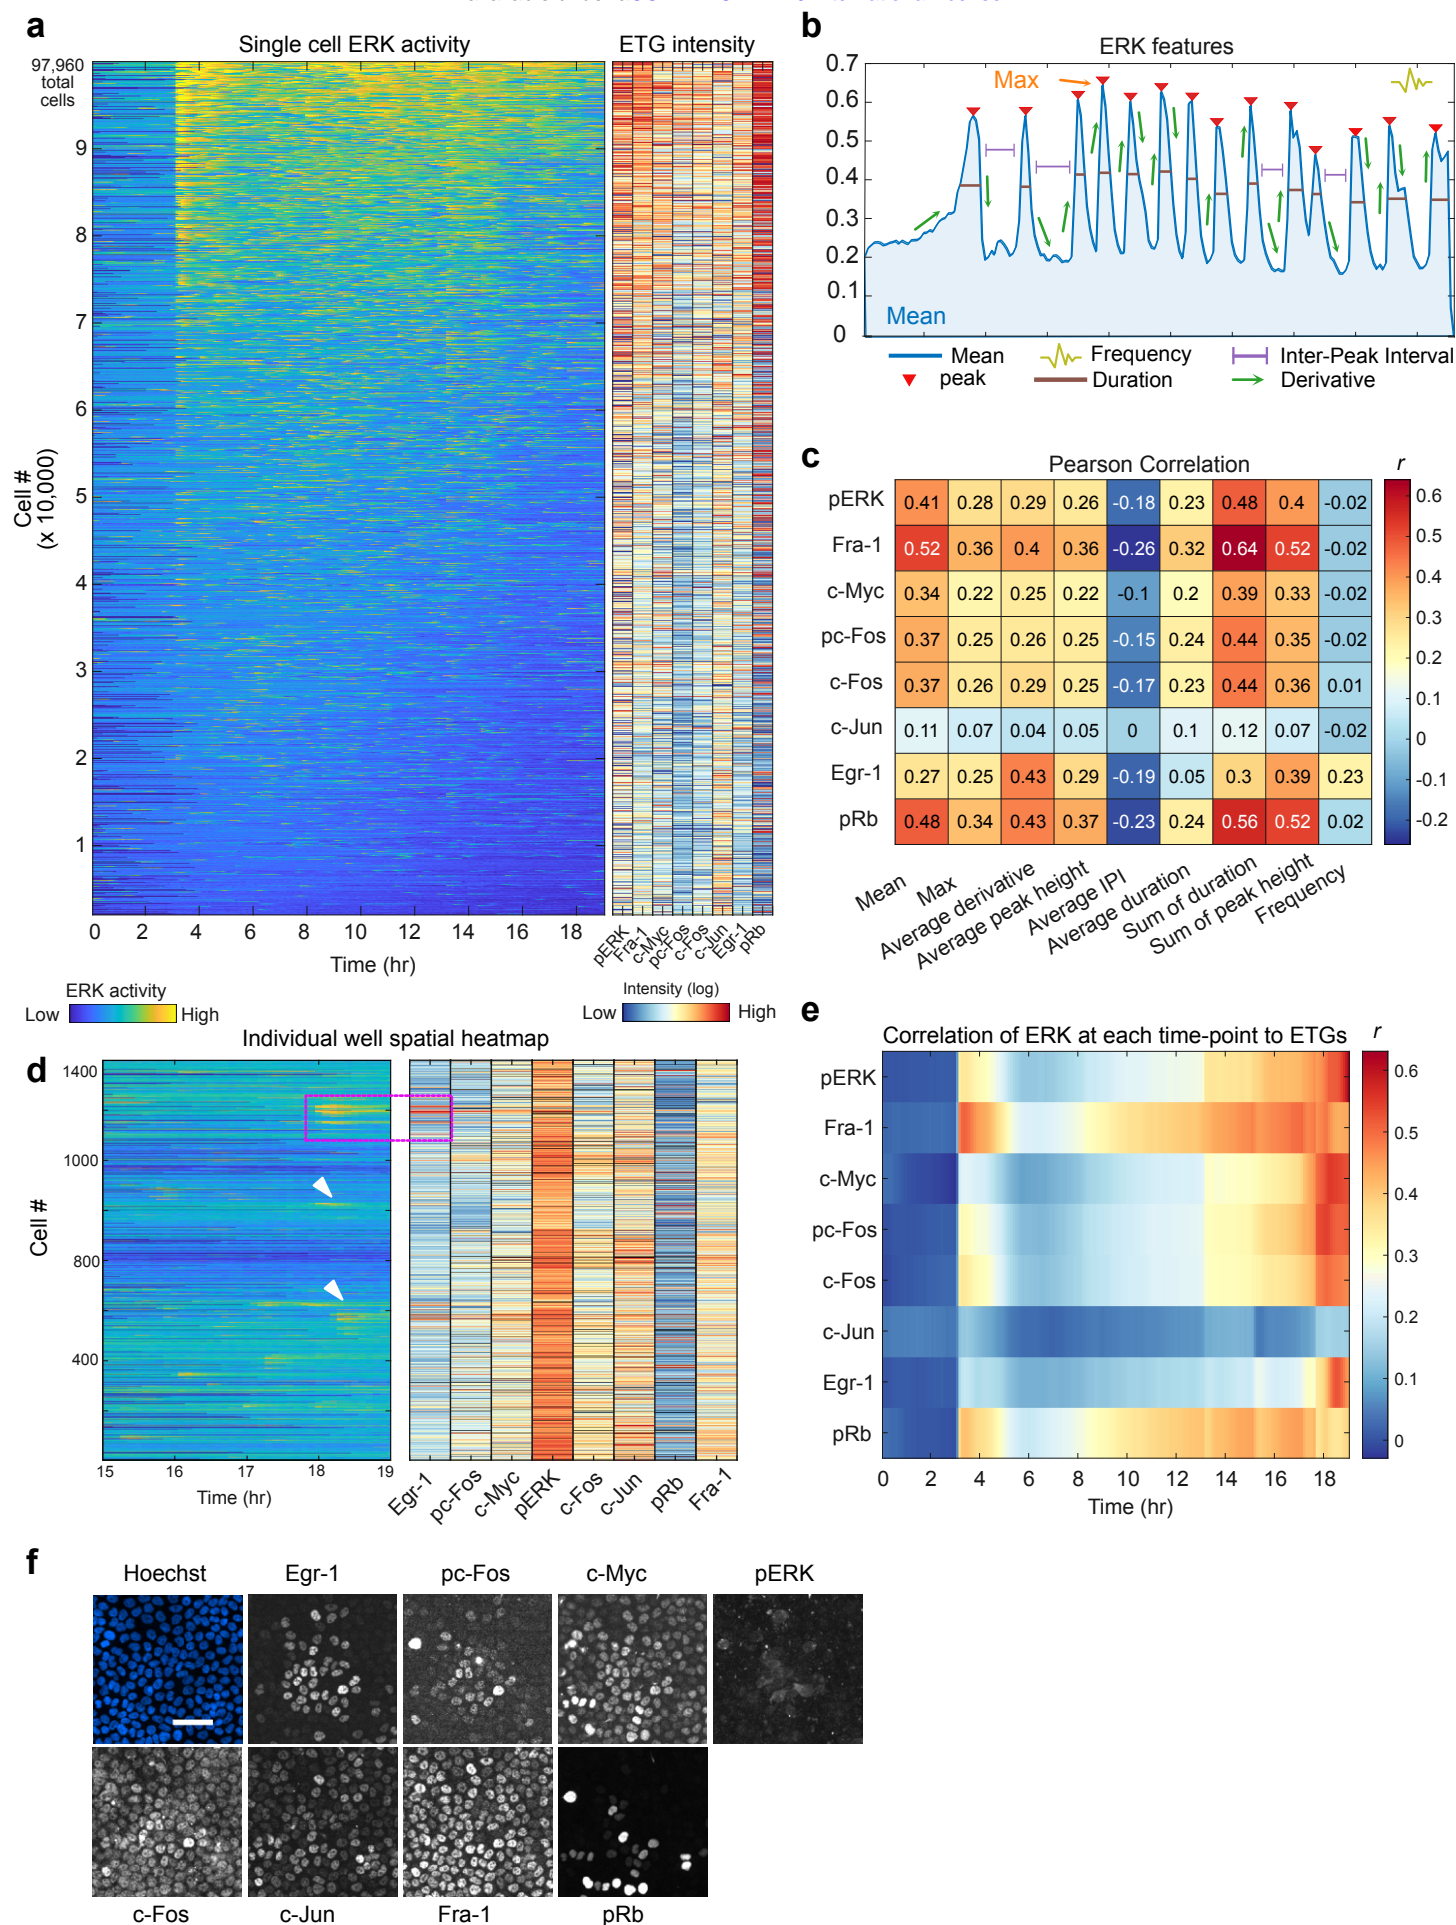 a
Single cell ERK activity
ETG intensity
97,960
total
cells
9
8
7
6
5
4
3
2
1
Cell #
(x 10,000)
0 2 4 6 8 10 12 14 16 18
Time (hr)
pERK Fra-1 c-Myc pc-Fos c-Fos c-Jun Egr-1 pRb
ERK activity
Low High
Intensity (log)
Low High
b
ERK features
0.7
0.6
0.5
0.4
0.3
0.2
0.1
0
Max
Mean
Mean Frequency Inter-Peak Interval
peak Duration Derivative
c
Pearson Correlation
r
pERK 0.41 0.28 0.29 0.26 -0.18 0.23 0.48 0.4 -0.02
Fra-1 0.52 0.36 0.4 0.36 -0.26 0.32 0.64 0.52 -0.02
c-Myc 0.34 0.22 0.25 0.22 -0.1 0.2 0.39 0.33 -0.02
pc-Fos 0.37 0.25 0.26 0.25 -0.15 0.24 0.44 0.35 -0.02
c-Fos 0.37 0.26 0.29 0.25 -0.17 0.23 0.44 0.36 0.01
c-Jun 0.11 0.07 0.04 0.05 0 0.1 0.12 0.07 -0.02
Egr-1 0.27 0.25 0.43 0.29 -0.19 0.05 0.3 0.39 0.23
pRb 0.48 0.34 0.43 0.37 -0.23 0.24 0.56 0.52 0.02
Mean
Max
Average derivative
Average peak height
Average IPI
Average duration
Sum of duration
Sum of peak height
Frequency
0.6
0.5
0.4
0.3
0.2
0.1
0
-0.1
-0.2
d
Individual well spatial heatmap
1400
1000
800
400
Cell #
15 16 17 18 19
Time (hr)
Egr-1 pc-Fos c-Myc pERK c-Fos c-Jun pRb Fra-1
e
Correlation of ERK at each time-point to ETGs
r
pERK
Fra-1
c-Myc
pc-Fos
c-Fos
c-Jun
Egr-1
pRb
0 2 4 6 8 10 12 14 16 18
Time (hr)
0.6
0.5
0.4
0.3
0.2
0.1
0
f
Hoechst Egr-1 pc-Fos c-Myc pERK
c-Fos c-Jun Fra-1 pRb